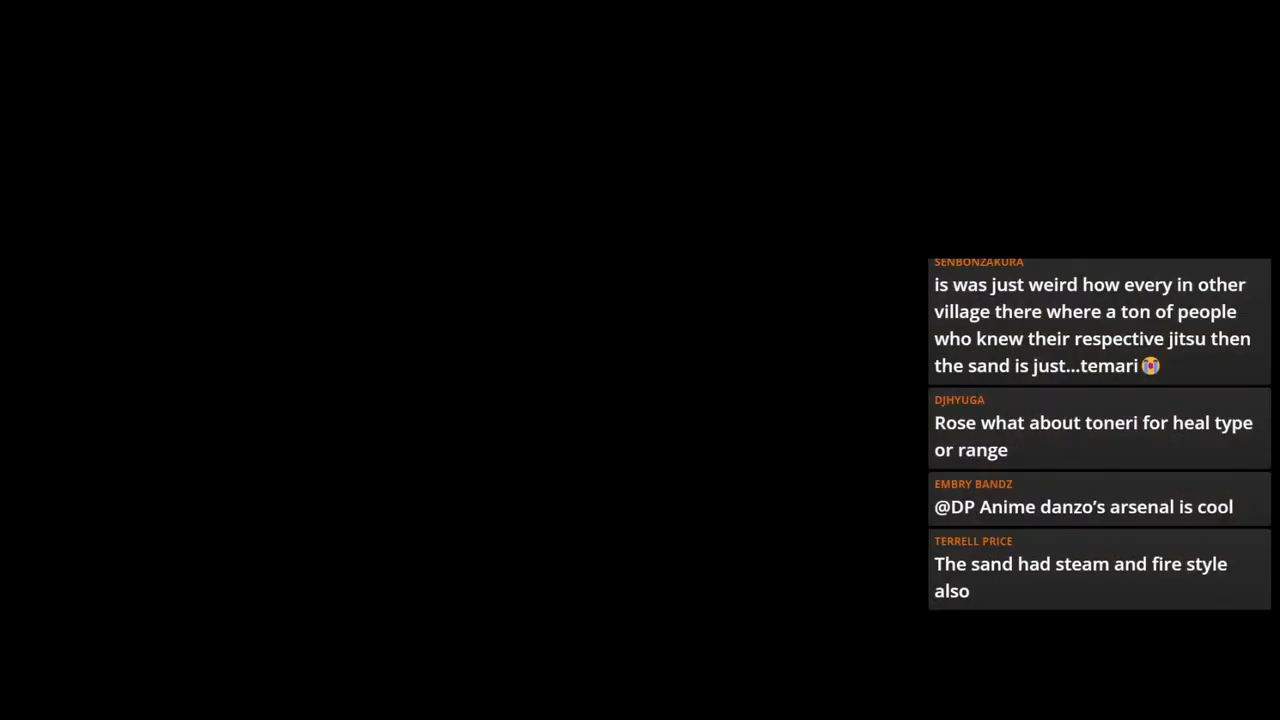 SENBONZAKURA
is was just weird how every in other
village there where a ton of people
who knew their respective jitsu then
the sand is just...temari😭
DJHYUGA
Rose what about toneri for heal type
or range
EMBRY BANDZ
@DP Anime danzo’s arsenal is cool
TERRELL PRICE
The sand had steam and fire style
also